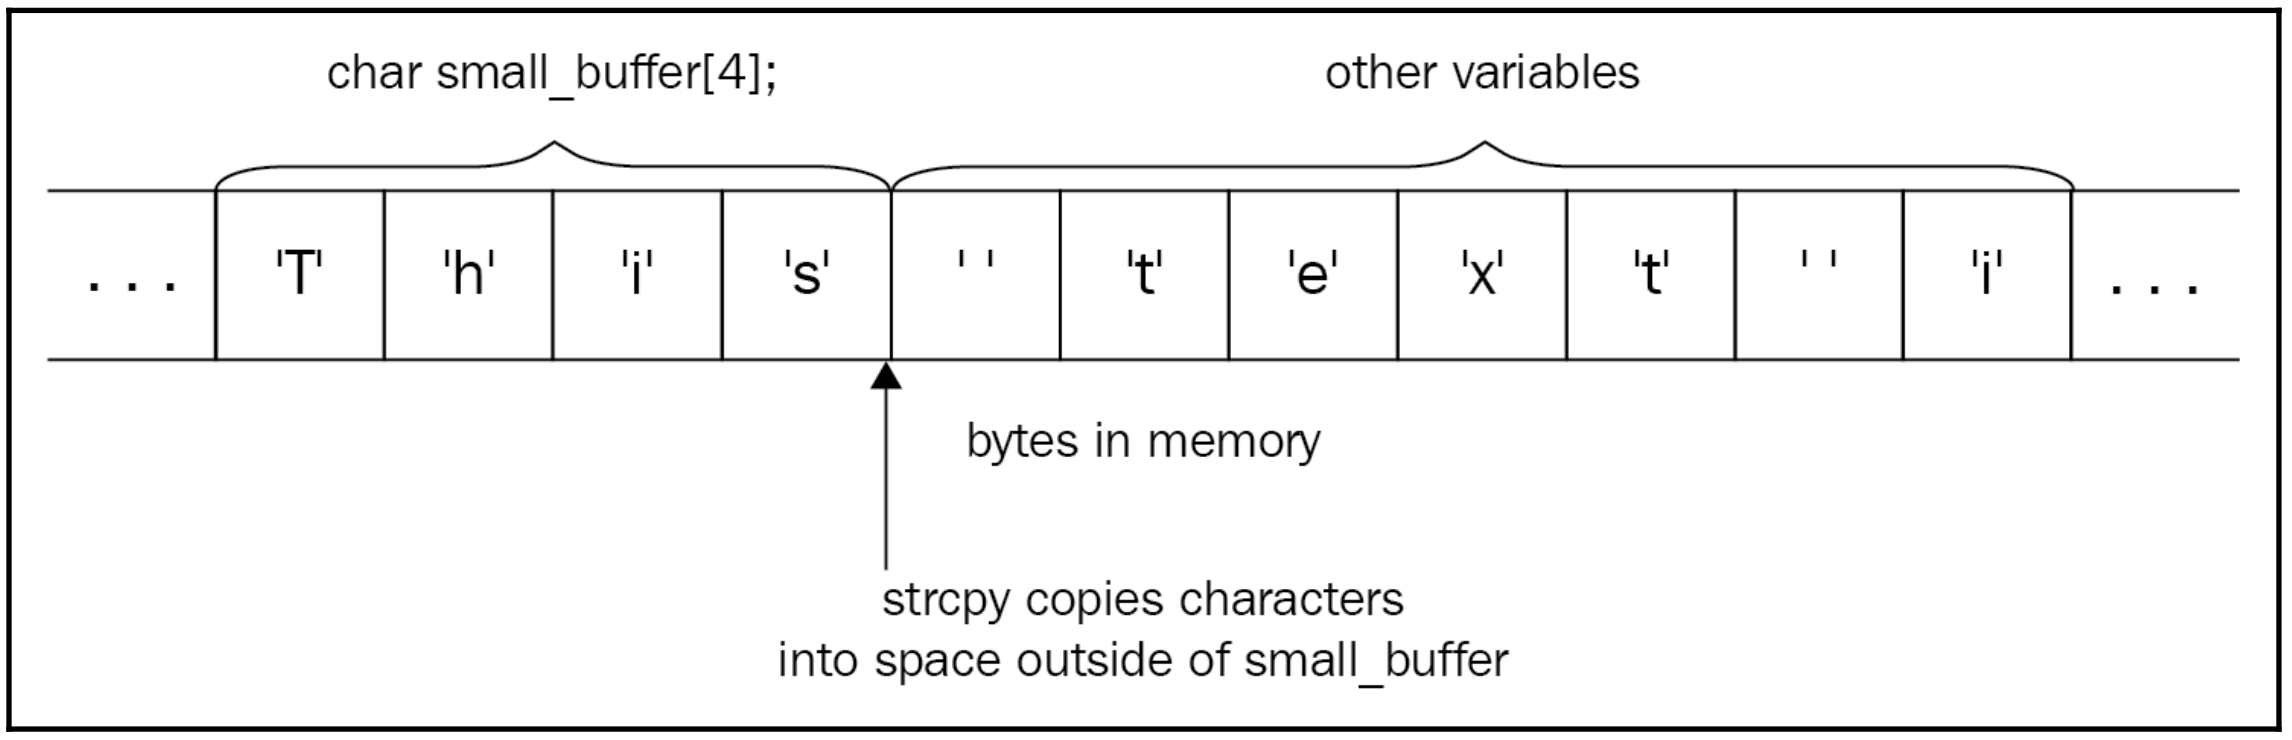 char small_buffer[4];
other variables
. . . 'T' 'h' 'i' 's' ' ' 't' 'e' 'x' 't' ' ' 'i' . . .
bytes in memory
strcpy copies characters
into space outside of small_buffer